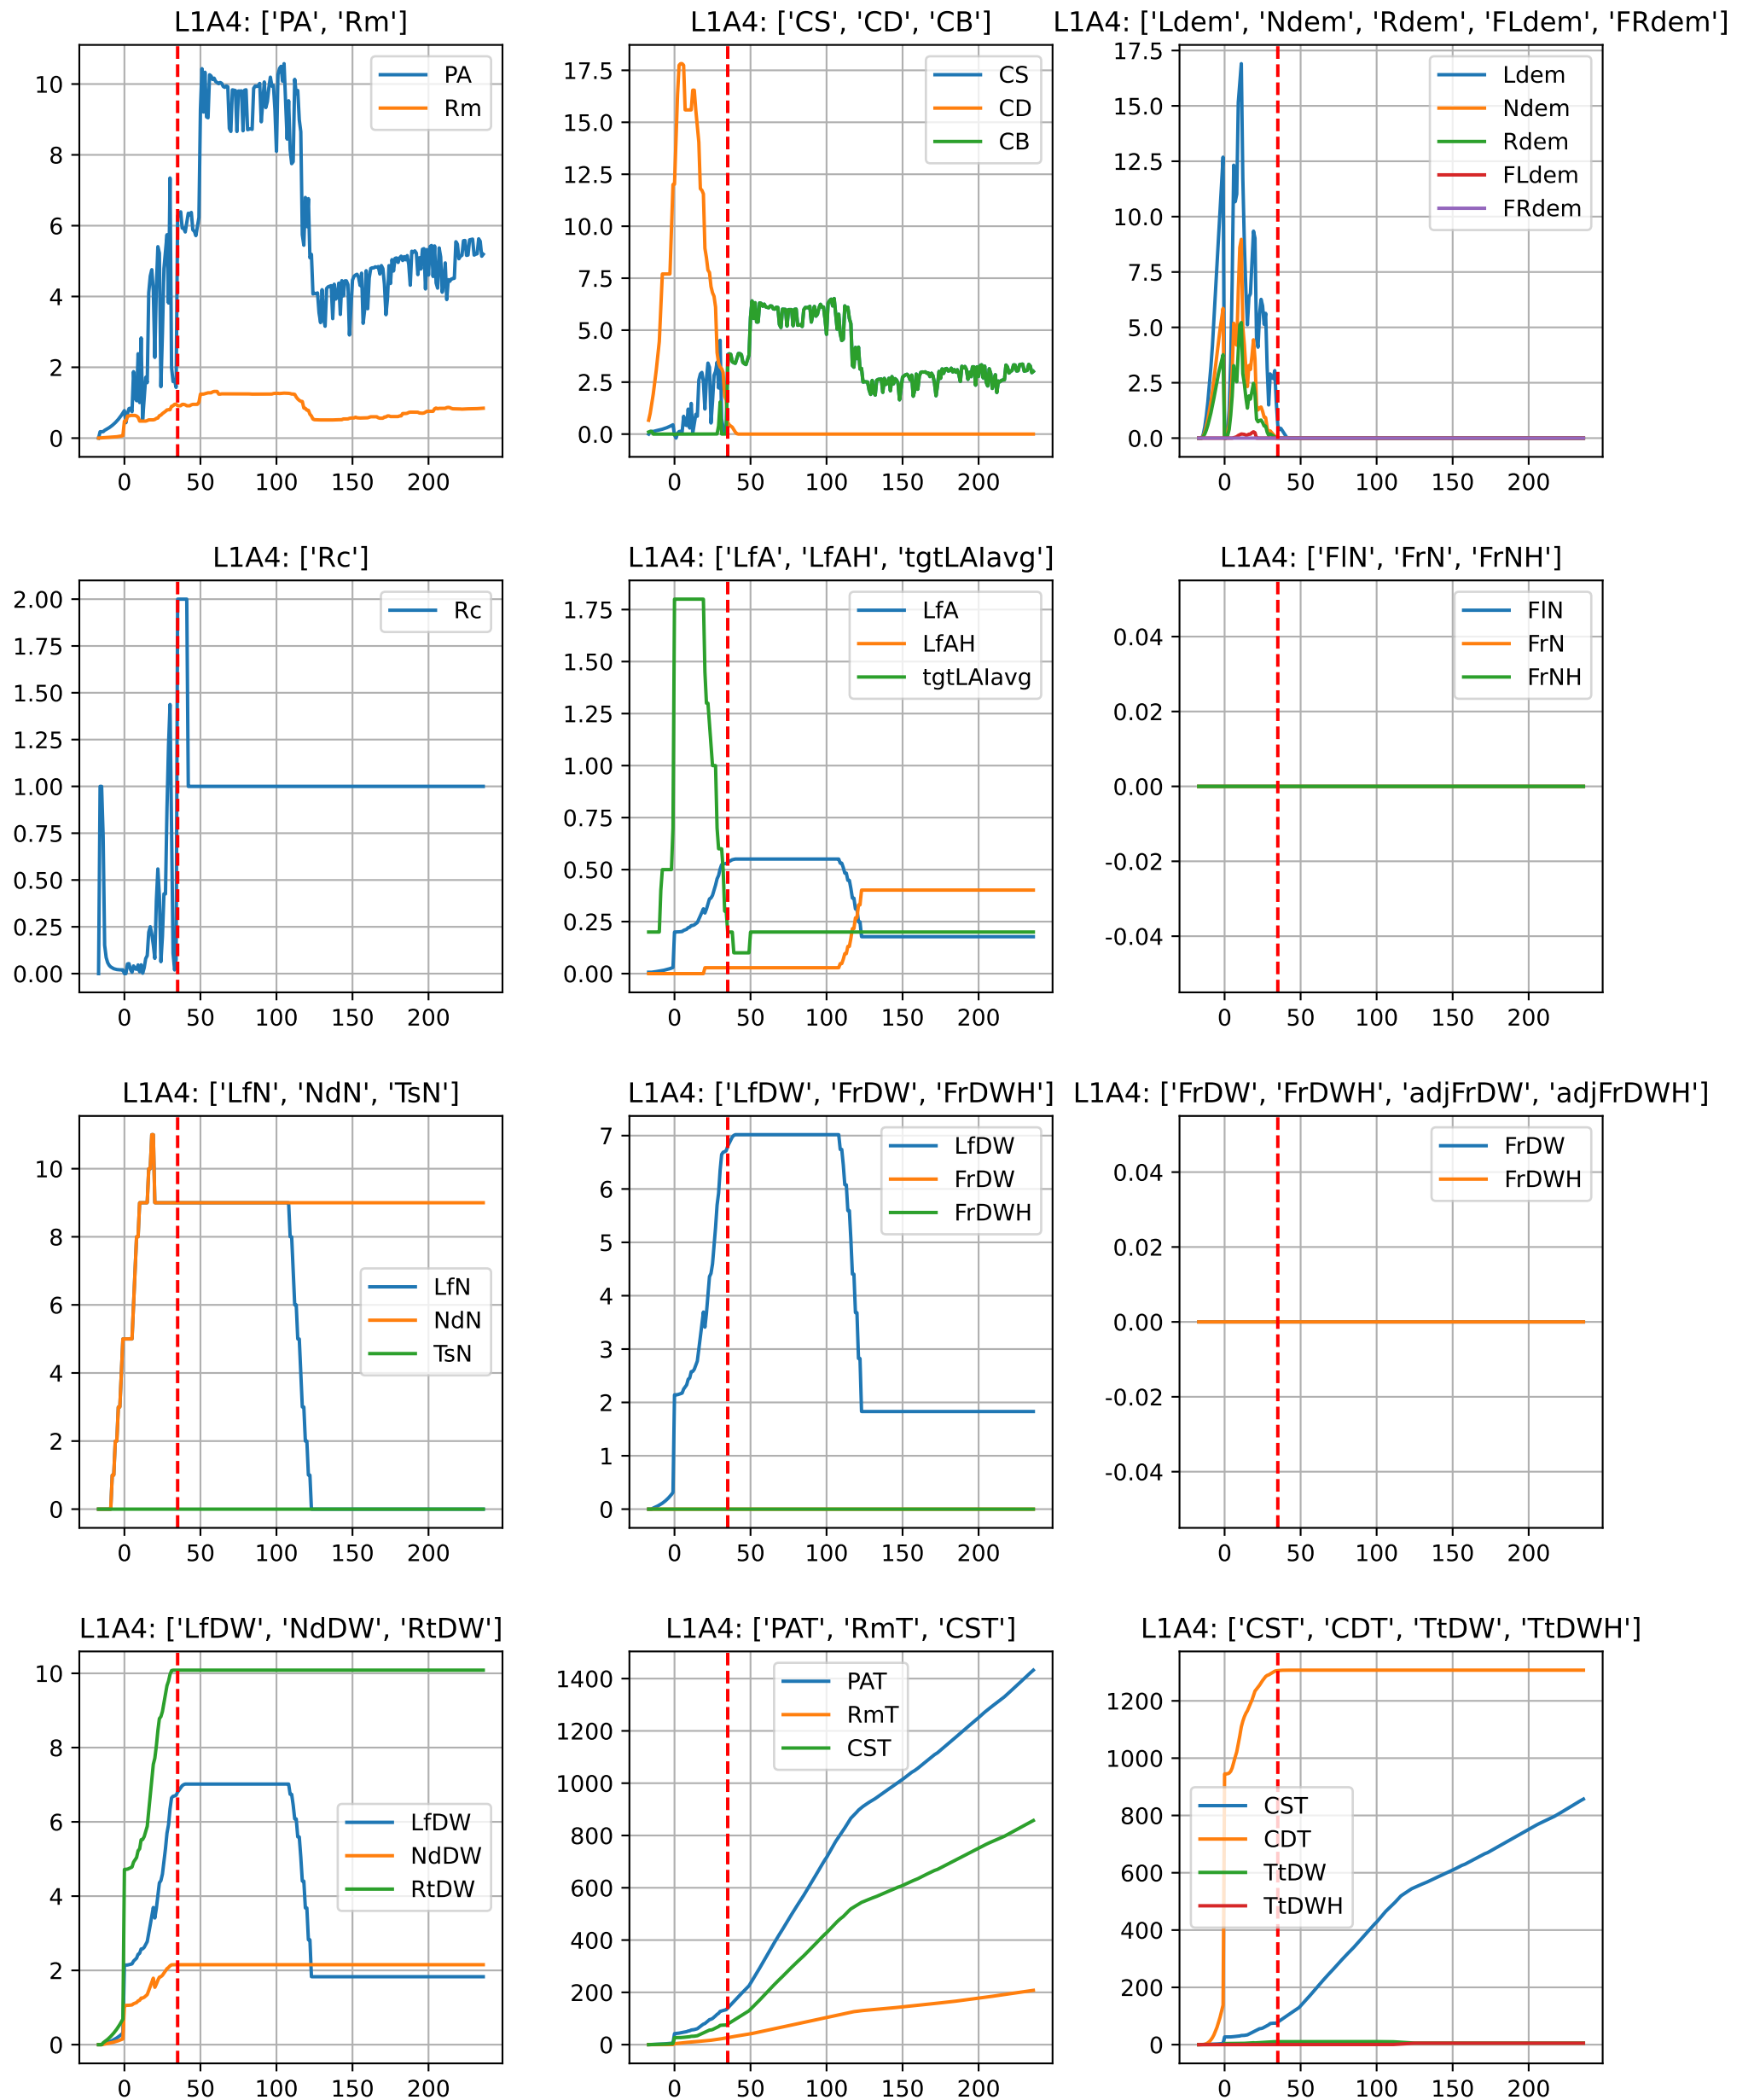 L1A4: ['PA', 'Rm']
10
8
6
4
2
0
0 50 100 150 200
PA
Rm
L1A4: ['CS', 'CD', 'CB']
17.5
15.0
12.5
10.0
7.5
5.0
2.5
0.0
0 50 100 150 200
CS
CD
CB
L1A4: ['Ldem', 'Ndem', 'Rdem', 'FLdem', 'FRdem']
17.5
15.0
12.5
10.0
7.5
5.0
2.5
0.0
0 50 100 150 200
Ldem
Ndem
Rdem
FLdem
FRdem
L1A4: ['Rc']
2.00
1.75
1.50
1.25
1.00
0.75
0.50
0.25
0.00
0 50 100 150 200
Rc
L1A4: ['LfA', 'LfAH', 'tgtLAIavg']
1.75
1.50
1.25
1.00
0.75
0.50
0.25
0.00
0 50 100 150 200
LfA
LfAH
tgtLAIavg
L1A4: ['FlN', 'FrN', 'FrNH']
0.04
0.02
0.00
-0.02
-0.04
0 50 100 150 200
FlN
FrN
FrNH
L1A4: ['LfN', 'NdN', 'TsN']
10
8
6
4
2
0
0 50 100 150 200
LfN
NdN
TsN
L1A4: ['LfDW', 'FrDW', 'FrDWH']
7
6
5
4
3
2
1
0
0 50 100 150 200
LfDW
FrDW
FrDWH
L1A4: ['FrDW', 'FrDWH', 'adjFrDW', 'adjFrDWH']
0.04
0.02
0.00
-0.02
-0.04
0 50 100 150 200
FrDW
FrDWH
L1A4: ['LfDW', 'NdDW', 'RtDW']
10
8
6
4
2
0
0 50 100 150 200
LfDW
NdDW
RtDW
L1A4: ['PAT', 'RmT', 'CST']
1400
1200
1000
800
600
400
200
0
0 50 100 150 200
PAT
RmT
CST
L1A4: ['CST', 'CDT', 'TtDW', 'TtDWH']
1200
1000
800
600
400
200
0
0 50 100 150 200
CST
CDT
TtDW
TtDWH